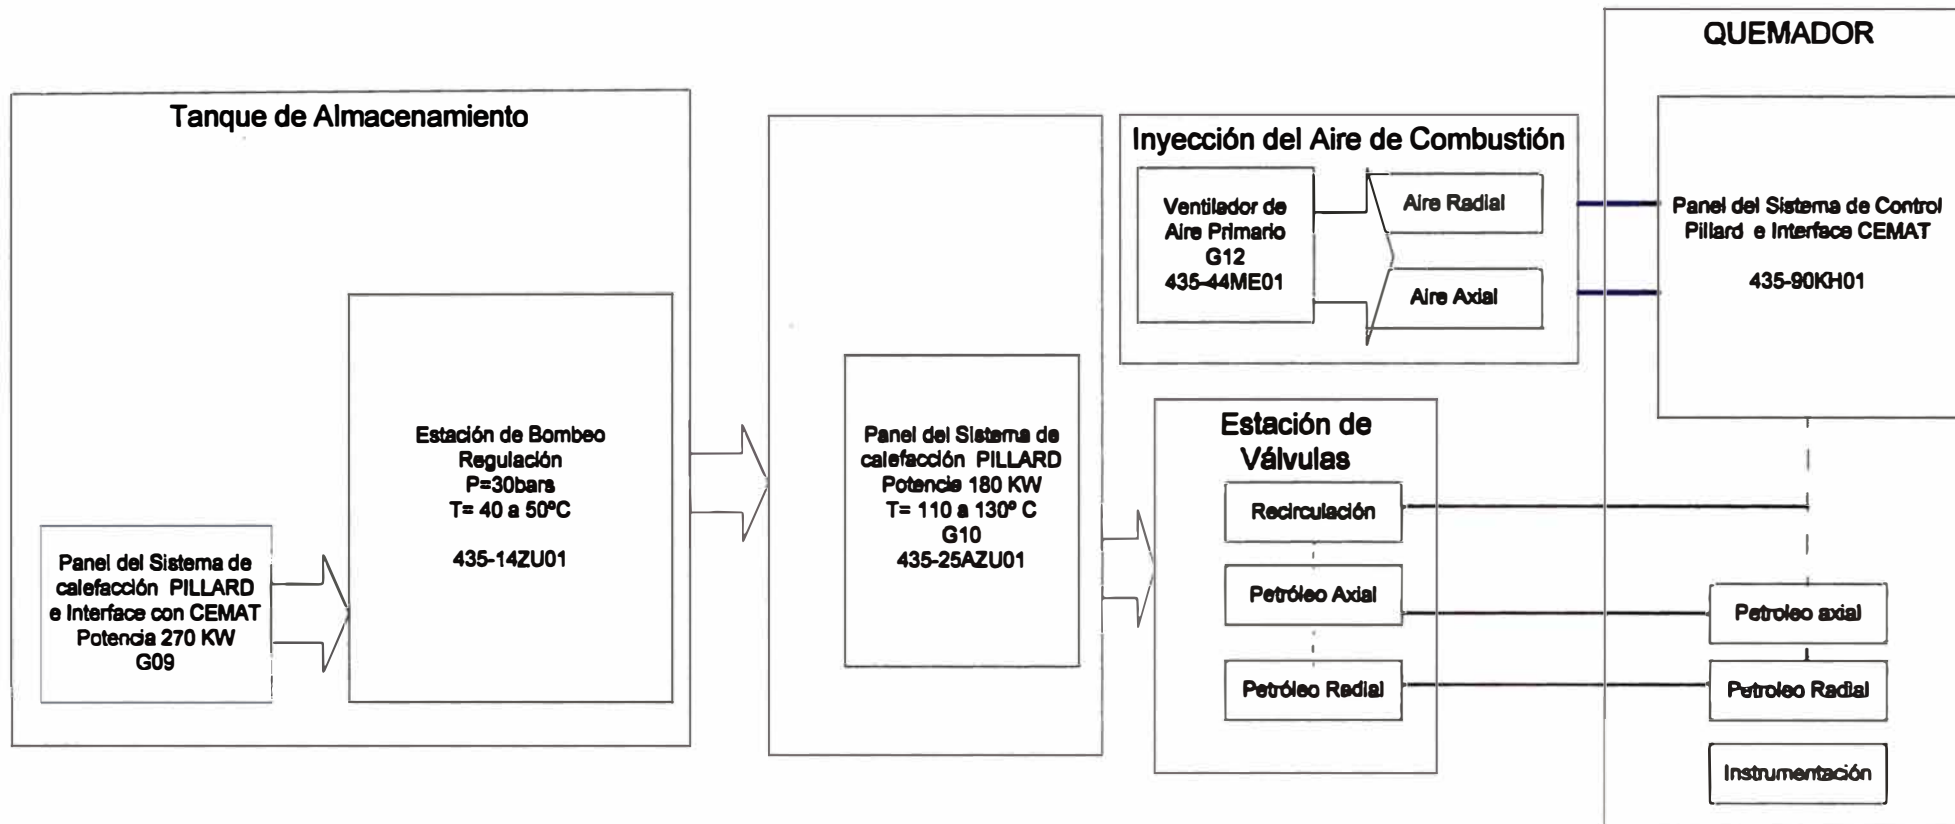 Tanque de Almacenamiento
Panel del Sistema de
calefacción PILLARD
e Interface con CEMAT
Potencia 270 KW
G09
Estación de Bombeo
Regulación
P=30bars
T= 40 a 50ºC
435-14ZU01
Panel del Sistema de
calefacción PILLARD
Potencia 180 KW
T= 110 a 130º C
G10
435-25AZU01
Inyección del Aire de Combustión
Ventilador de
Aire Primario
G12
435-44ME01
Aire Radial
Aire Axial
Estación de
Válvulas
Recirculación
Petróleo Axial
Petróleo Radial
QUEMADOR
Panel del Sistema de Control
Pillard e Interface CEMAT
435-90KH01
Petroleo axial
Petroleo Radial
Instrumentación